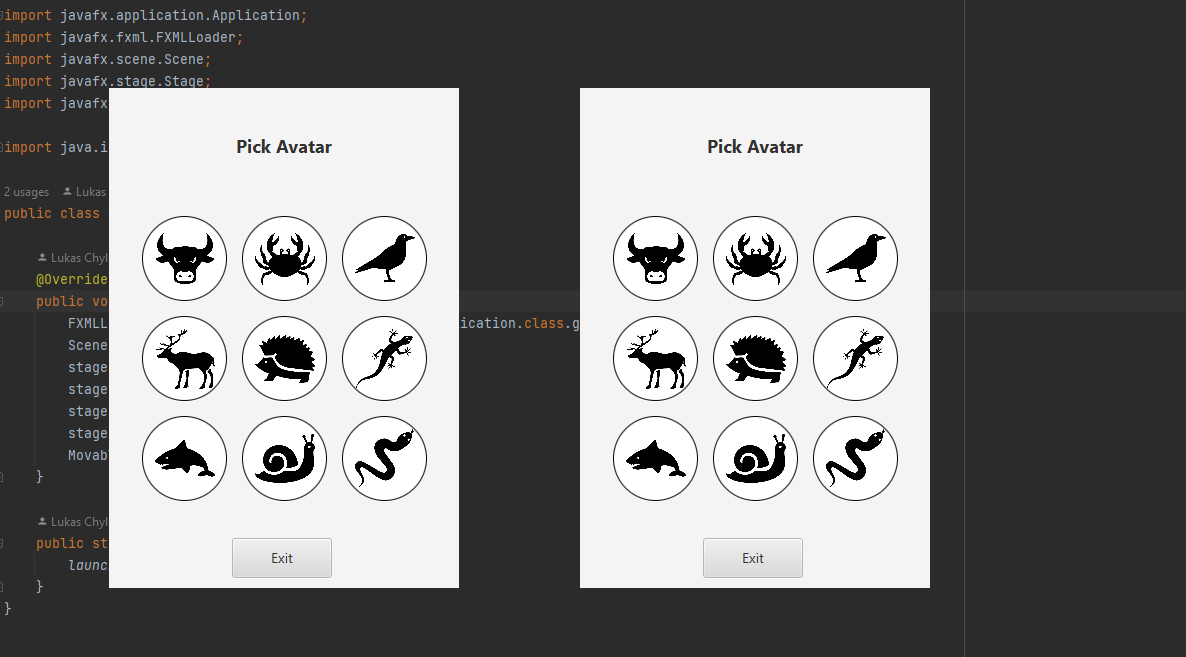 import javafx.application.Application;
import javafx.fxml.FXMLLoader;
import javafx.scene.Scene;
import javafx.stage.Stage;
import javafx
import java.i
2 usages Lukas
public class
Lukas Chyl
@Override
public vo
FXMLL
ication.class.g
Scene
stage
stage
stage
stage
Movab
}
Lukas Chyl
public st
launc
}
}
Pick Avatar
Exit
Pick Avatar
Exit